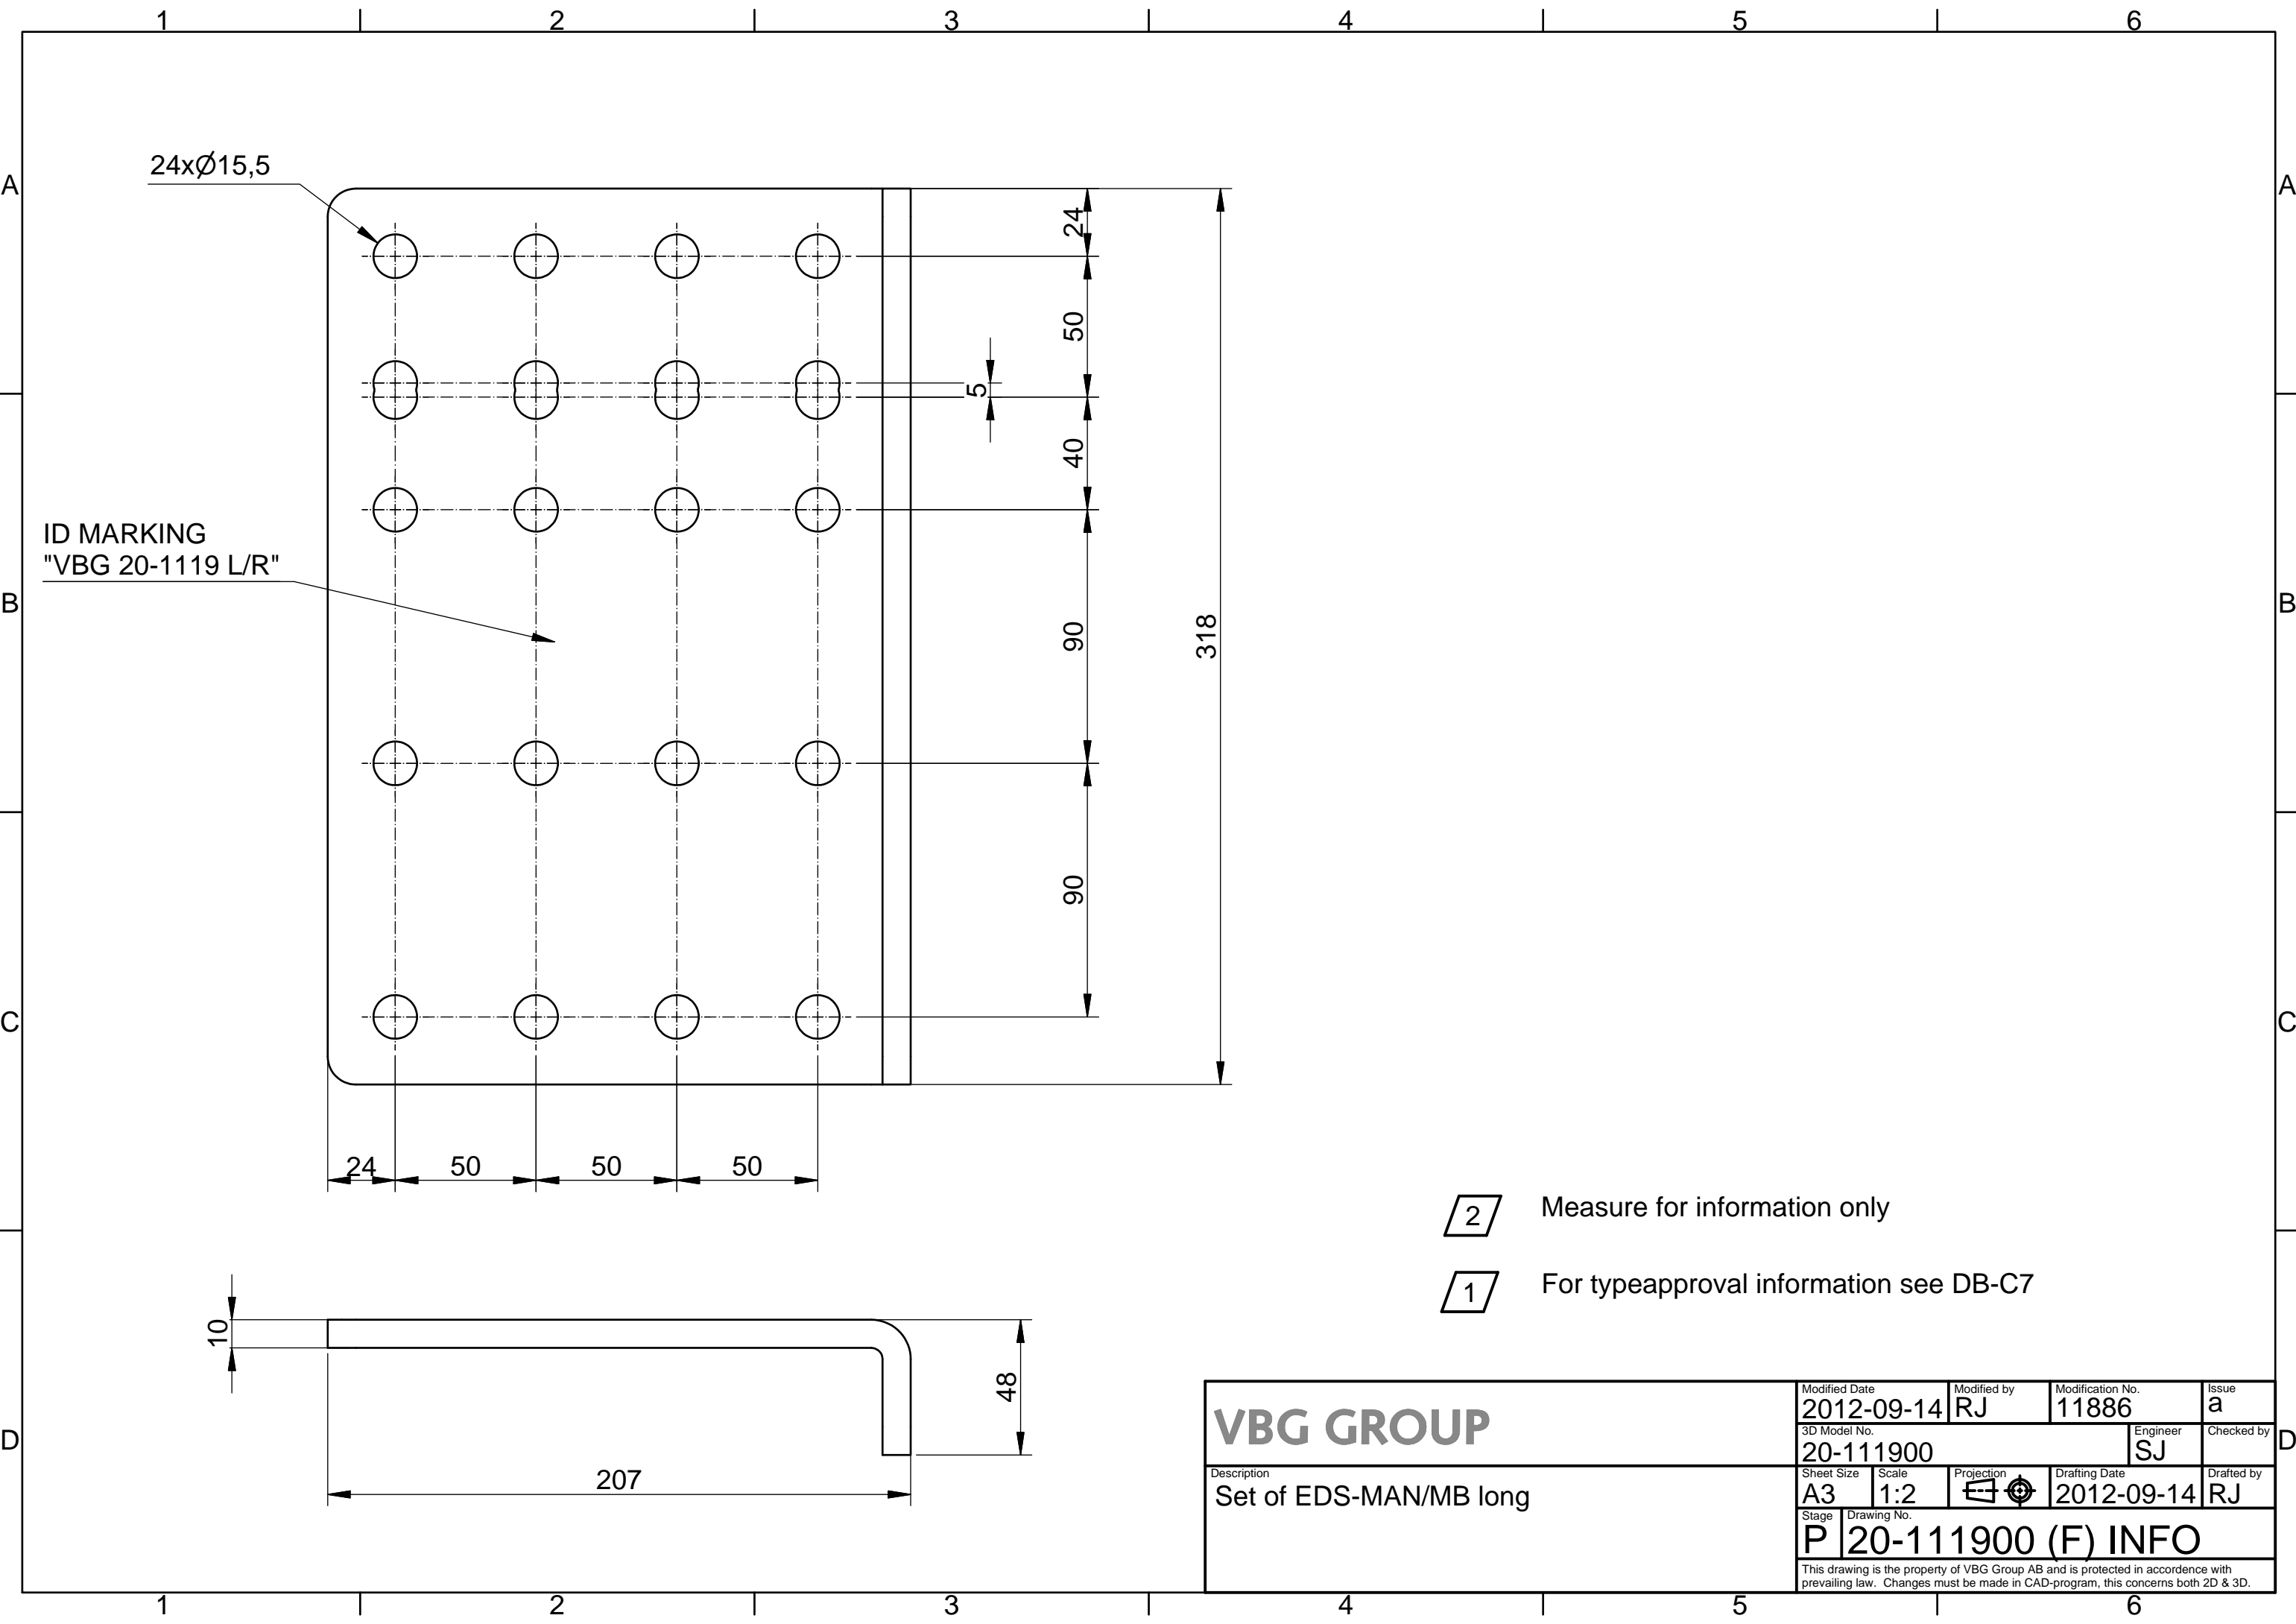 1 2 3 4 5 6
A A
B B
C C
D D
24xØ15,5
ID MARKING
"VBG 20-1119 L/R"
24
50
5
40
90
90
318
24 50 50 50
10
48
207
2 Measure for information only
1 For typeapproval information see DB-C7
VBG GROUP
Description
Set of EDS-MAN/MB long
Modified Date Modified by Modification No. Issue
2012-09-14 RJ 11886 a
3D Model No. Engineer Checked by
20-111900 SJ
Sheet Size Scale Projection Drafting Date Drafted by
A3 1:2 2012-09-14 RJ
Stage Drawing No.
P 20-111900 (F) INFO
This drawing is the property of VBG Group AB and is protected in accordance with
prevailing law. Changes must be made in CAD-program, this concerns both 2D & 3D.
1 2 3 4 5 6